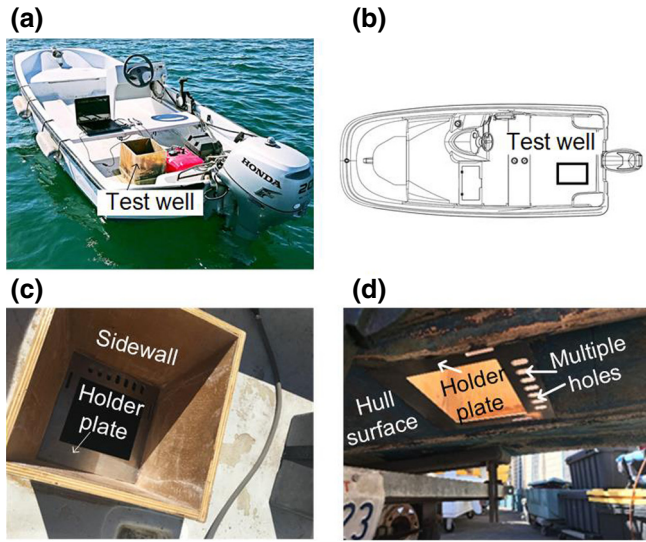 (a)
(b)
HONDA
20
Test well
Test well
(c)
(d)
Sidewall
Holder
plate
Multiple
holes
Holder
plate
Hull
surface
23